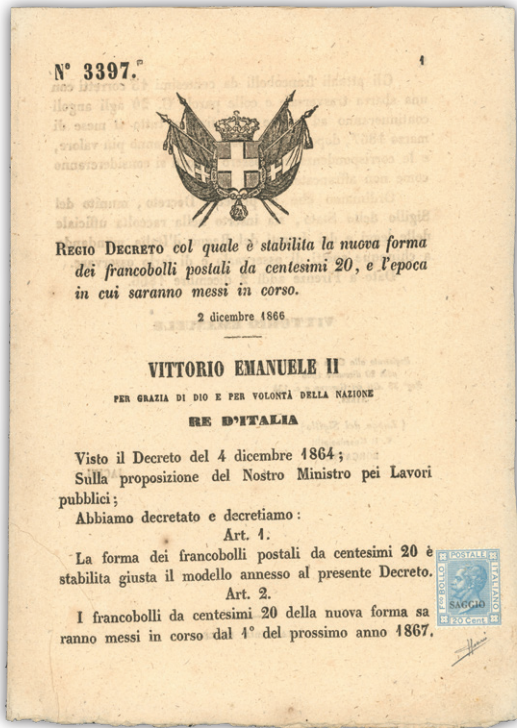 N° 3397.
1
REGIO DECRETO col quale è stabilita la nuova forma
dei francobolli postali da centesimi 20, e l'epoca
in cui saranno messi in corso.
2 dicembre 1866
VITTORIO EMANUELE II
PER GRAZIA DI DIO E PER VOLONTÀ DELLA NAZIONE
RE D'ITALIA
Visto il Decreto del 4 dicembre 1864;
Sulla proposizione del Nostro Ministro pei Lavori
pubblici;
Abbiamo decretato e decretiamo:
Art. 1.
La forma dei francobolli postali da centesimi 20 è
stabilita giusta il modello annesso al presente Decreto.
Art. 2.
I francobolli da centesimi 20 della nuova forma sa
ranno messi in corso dal 1° del prossimo anno 1867.
POSTALE
BOLLO
ITALIANO
SAGGIO
20 Cent.